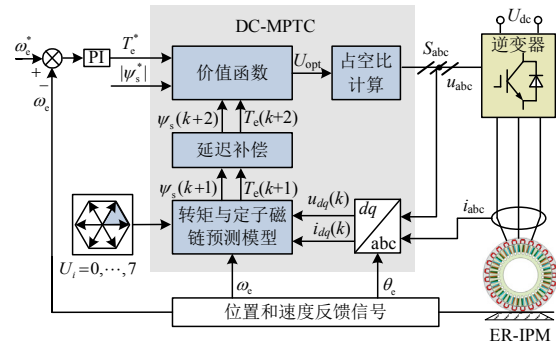 DC-MPTC
U_dc
ω_e^*
+
−
ω_e
PI
T_e^*
|ψ_s^*|
价值函数
U_opt
占空比
计算
S_abc
u_abc
逆变器
ψ_s(k+2)
T_e(k+2)
延迟补偿
ψ_s(k+1)
T_e(k+1)
转矩与定子磁
链预测模型
u_dq(k)
i_dq(k)
dq
abc
i_abc
U_i=0,⋯,7
ω_e
θ_e
位置和速度反馈信号
ER-IPM